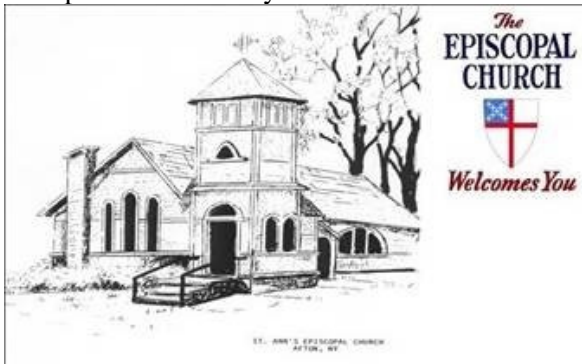 The
EPISCOPAL
CHURCH
Welcomes You
ST. ANN'S EPISCOPAL CHURCH
AFTON, NY